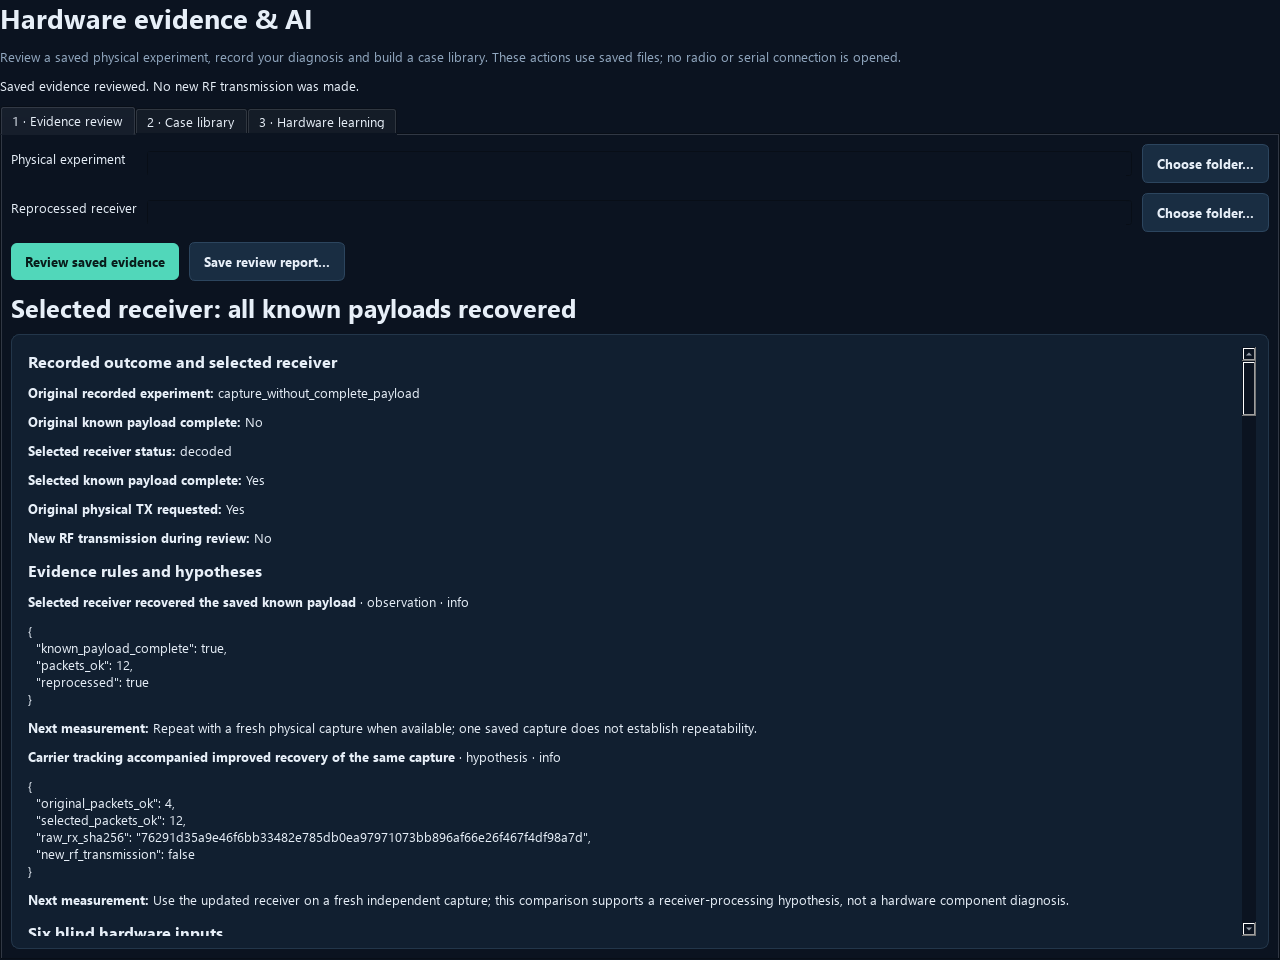 Hardware evidence & AI
Review a saved physical experiment, record your diagnosis and build a case library. These actions use saved files; no radio or serial connection is opened.
Saved evidence reviewed. No new RF transmission was made.
1 · Evidence review
2 · Case library
3 · Hardware learning
Physical experiment
Choose folder...
Reprocessed receiver
Choose folder...
Review saved evidence
Save review report...
Selected receiver: all known payloads recovered
Recorded outcome and selected receiver
Original recorded experiment: capture_without_complete_payload
Original known payload complete: No
Selected receiver status: decoded
Selected known payload complete: Yes
Original physical TX requested: Yes
New RF transmission during review: No
Evidence rules and hypotheses
Selected receiver recovered the saved known payload · observation · info
{
"known_payload_complete": true,
"packets_ok": 12,
"reprocessed": true
}
Next measurement: Repeat with a fresh physical capture when available; one saved capture does not establish repeatability.
Carrier tracking accompanied improved recovery of the same capture · hypothesis · info
{
"original_packets_ok": 4,
"selected_packets_ok": 12,
"raw_rx_sha256": "76291d35a9e46f6bb33482e785db0ea97971073bb896af66e26f467f4df98a7d",
"new_rf_transmission": false
}
Next measurement: Use the updated receiver on a fresh independent capture; this comparison supports a receiver-processing hypothesis, not a hardware component diagnosis.
Six blind hardware inputs